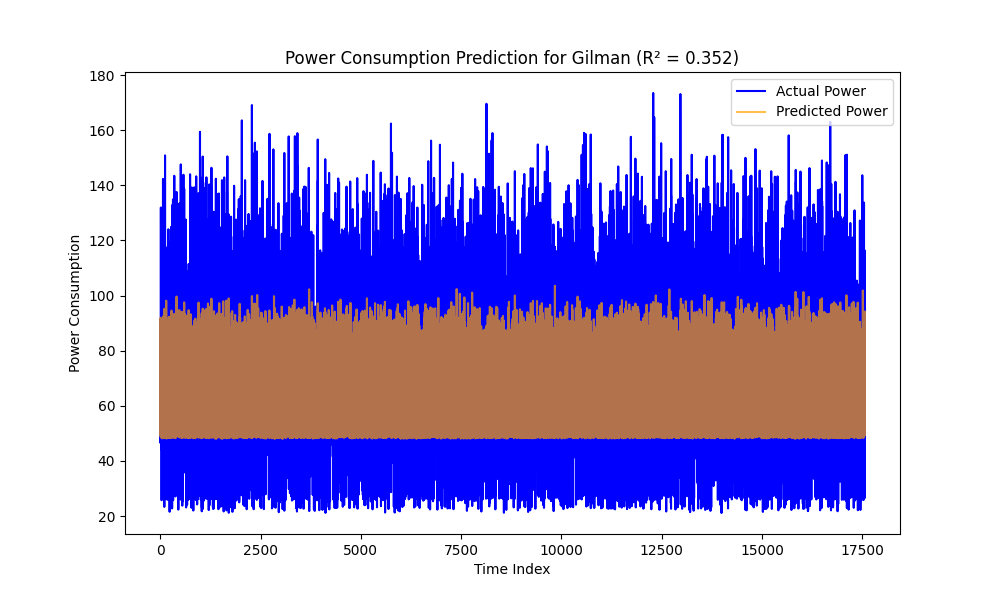 Power Consumption Prediction for Gilman (R² = 0.352)
Actual Power
Predicted Power
Power Consumption
180
160
140
120
100
80
60
40
20
0 2500 5000 7500 10000 12500 15000 17500
Time Index